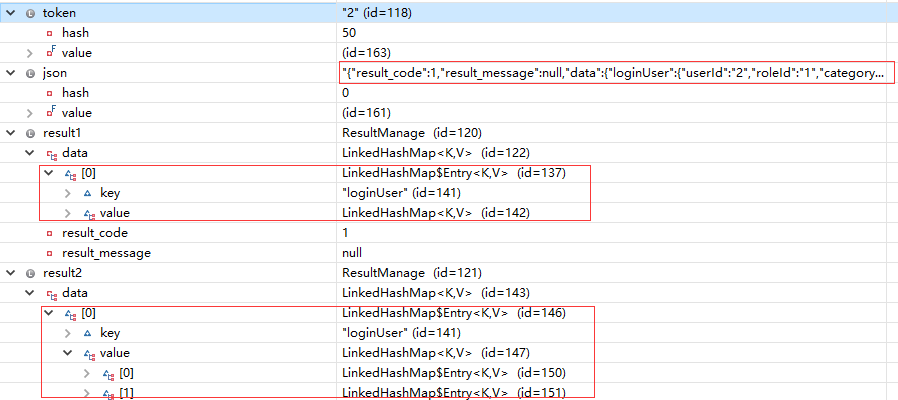 token "2" (id=118)
hash 50
value (id=163)
json "{"result_code":1,"result_message":null,"data":{"loginUser":{"userId":"2","roleId":"1","category...
hash 0
value (id=161)
result1 ResultManage (id=120)
data LinkedHashMap<K,V> (id=122)
[0] LinkedHashMap$Entry<K,V> (id=137)
key "loginUser" (id=141)
value LinkedHashMap<K,V> (id=142)
result_code 1
result_message null
result2 ResultManage (id=121)
data LinkedHashMap<K,V> (id=143)
[0] LinkedHashMap$Entry<K,V> (id=146)
key "loginUser" (id=141)
value LinkedHashMap<K,V> (id=147)
[0] LinkedHashMap$Entry<K,V> (id=150)
[1] LinkedHashMap$Entry<K,V> (id=151)